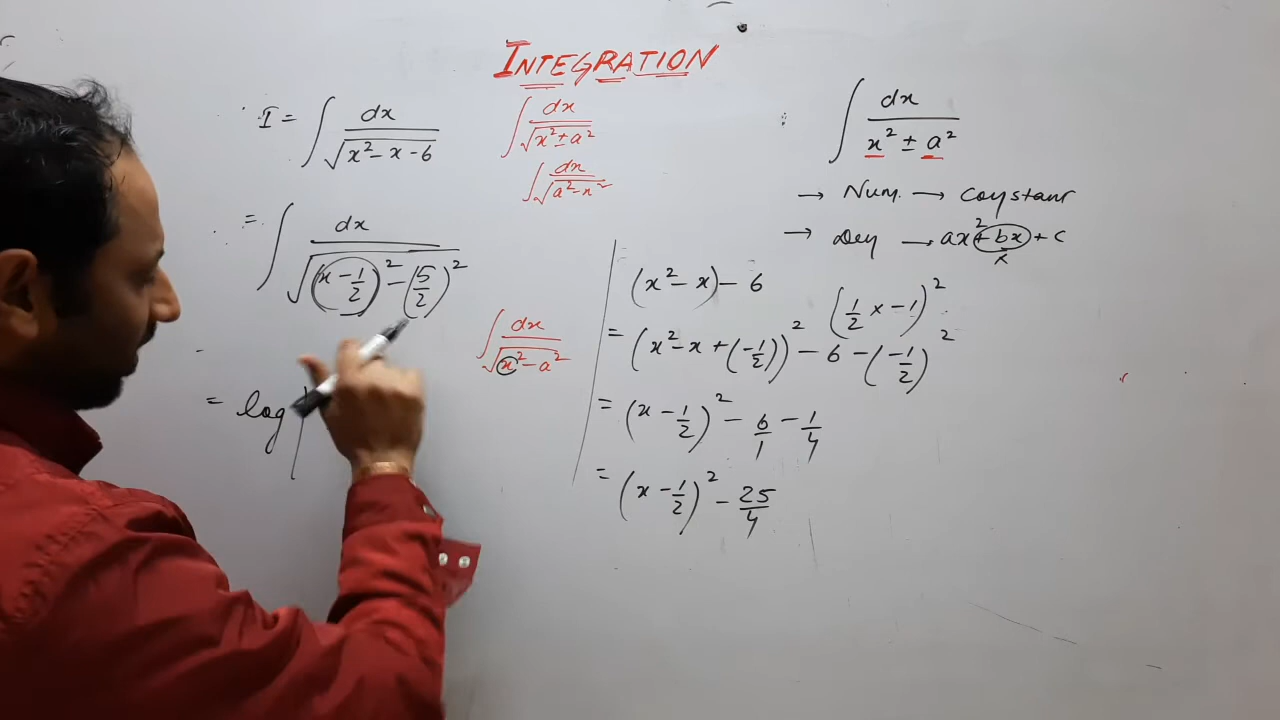 INTEGRATION
I = ∫ dx / √(x² - x - 6)
∫ dx / √(x² ± a²)
∫ dx / √(a² - x²)
= ∫ dx / √((x - 1/2)² - (5/2)²)
∫ dx / √(x² - a²)
= log |
∫ dx / (x² ± a²)
→ Num. → Constant
→ Den → ax² + bx + c
x
(x² - x) - 6
(1/2 x - 1)²
= (x² - x + (-1/2))² - 6 - (-1/2)²
= (x - 1/2)² - 6/1 - 1/4
= (x - 1/2)² - 25/4